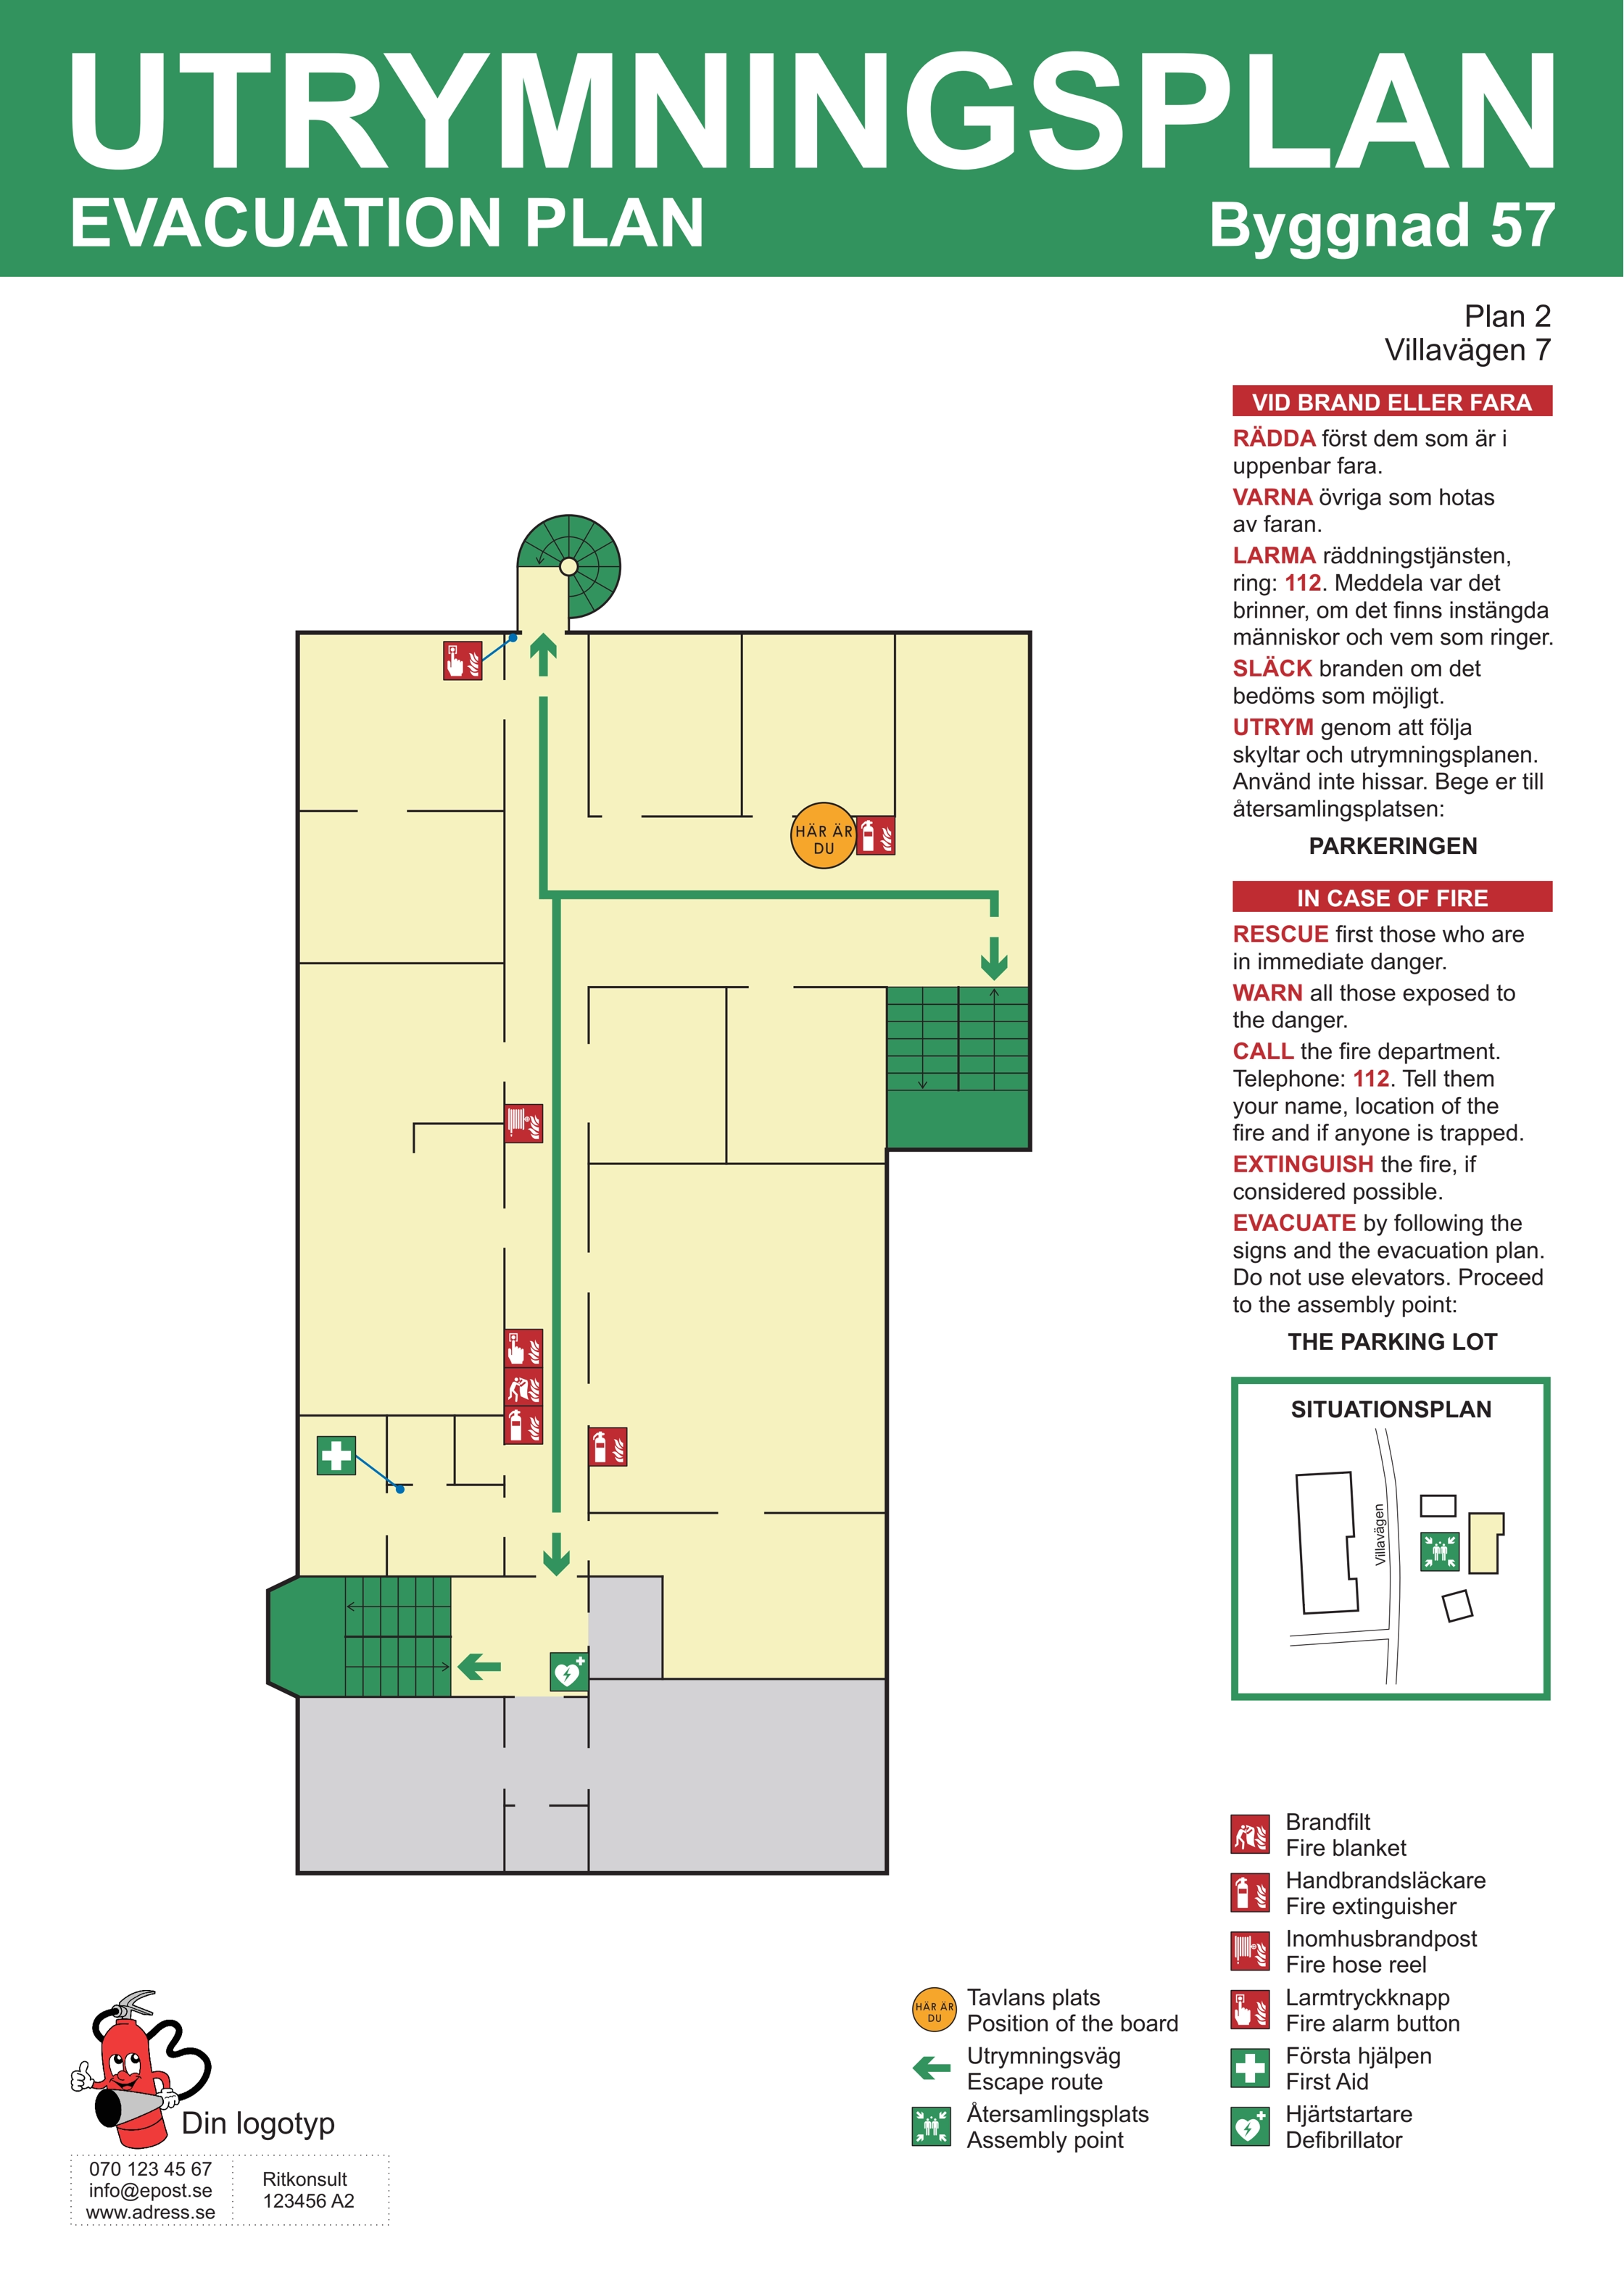 UTRYMNINGSPLAN
EVACUATION PLAN
Byggnad 57
Plan 2
Villavägen 7
VID BRAND ELLER FARA
RÄDDA först dem som är i
uppenbar fara.
VARNA övriga som hotas
av faran.
LARMA räddningstjänsten,
ring: 112. Meddela var det
brinner, om det finns instängda
människor och vem som ringer.
SLÄCK branden om det
bedöms som möjligt.
UTRYM genom att följa
skyltar och utrymningsplanen.
Använd inte hissar. Bege er till
återsamlingsplatsen:
PARKERINGEN
IN CASE OF FIRE
RESCUE first those who are
in immediate danger.
WARN all those exposed to
the danger.
CALL the fire department.
Telephone: 112. Tell them
your name, location of the
fire and if anyone is trapped.
EXTINGUISH the fire, if
considered possible.
EVACUATE by following the
signs and the evacuation plan.
Do not use elevators. Proceed
to the assembly point:
THE PARKING LOT
SITUATIONSPLAN
Villavägen
HÄR ÄR
DU
Brandfilt
Fire blanket
Handbrandsläckare
Fire extinguisher
Inomhusbrandpost
Fire hose reel
Larmtryckknapp
Fire alarm button
Första hjälpen
First Aid
Hjärtstartare
Defibrillator
HÄR ÄR
DU
Tavlans plats
Position of the board
Utrymningsväg
Escape route
Återsamlingsplats
Assembly point
Din logotyp
070 123 45 67
info@epost.se
www.adress.se
Ritkonsult
123456 A2